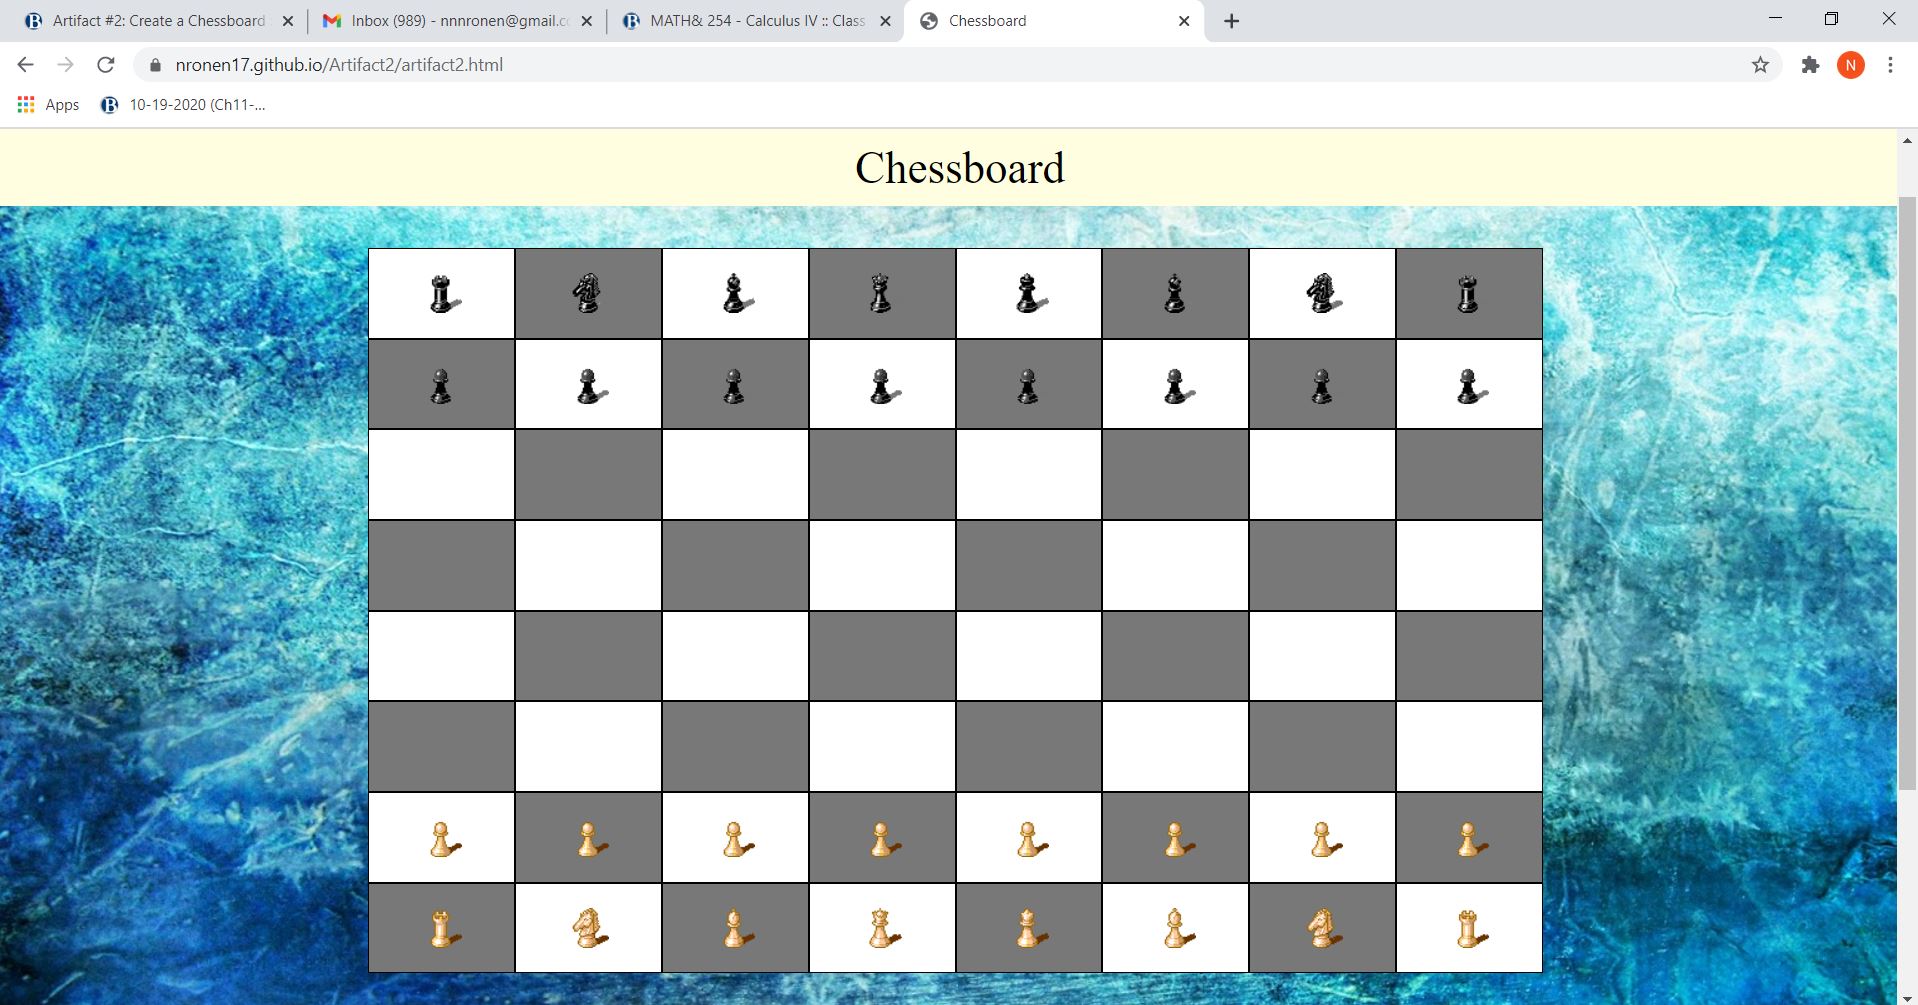 Artifact #2: Create a Chessboard
Inbox (989) - nnnronen@gmail.c
MATH& 254 - Calculus IV :: Class
Chessboard
nronen17.github.io/Artifact2/artifact2.html
N
Apps
10-19-2020 (Ch11-...
Chessboard